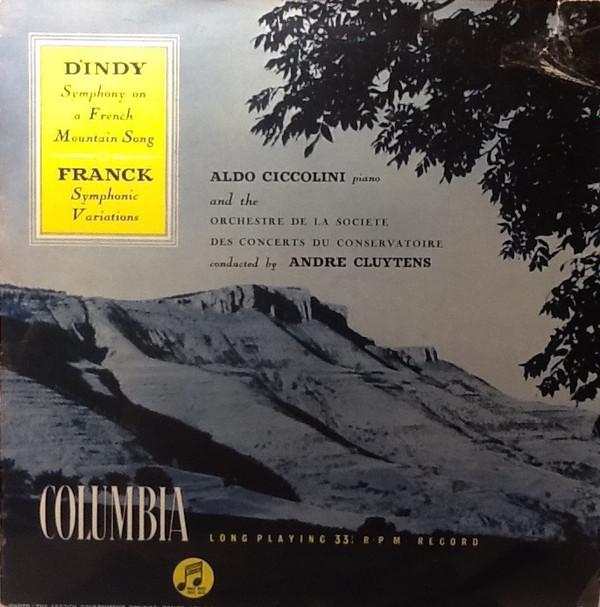 D'INDY
Symphony on
a French
Mountain Song
FRANCK
Symphonic
Variations
ALDO CICCOLINI piano
and the
ORCHESTRE DE LA SOCIETE
DES CONCERTS DU CONSERVATOIRE
conducted by ANDRE CLUYTENS
COLUMBIA
LONG PLAYING 33⅓ R·P·M RECORD